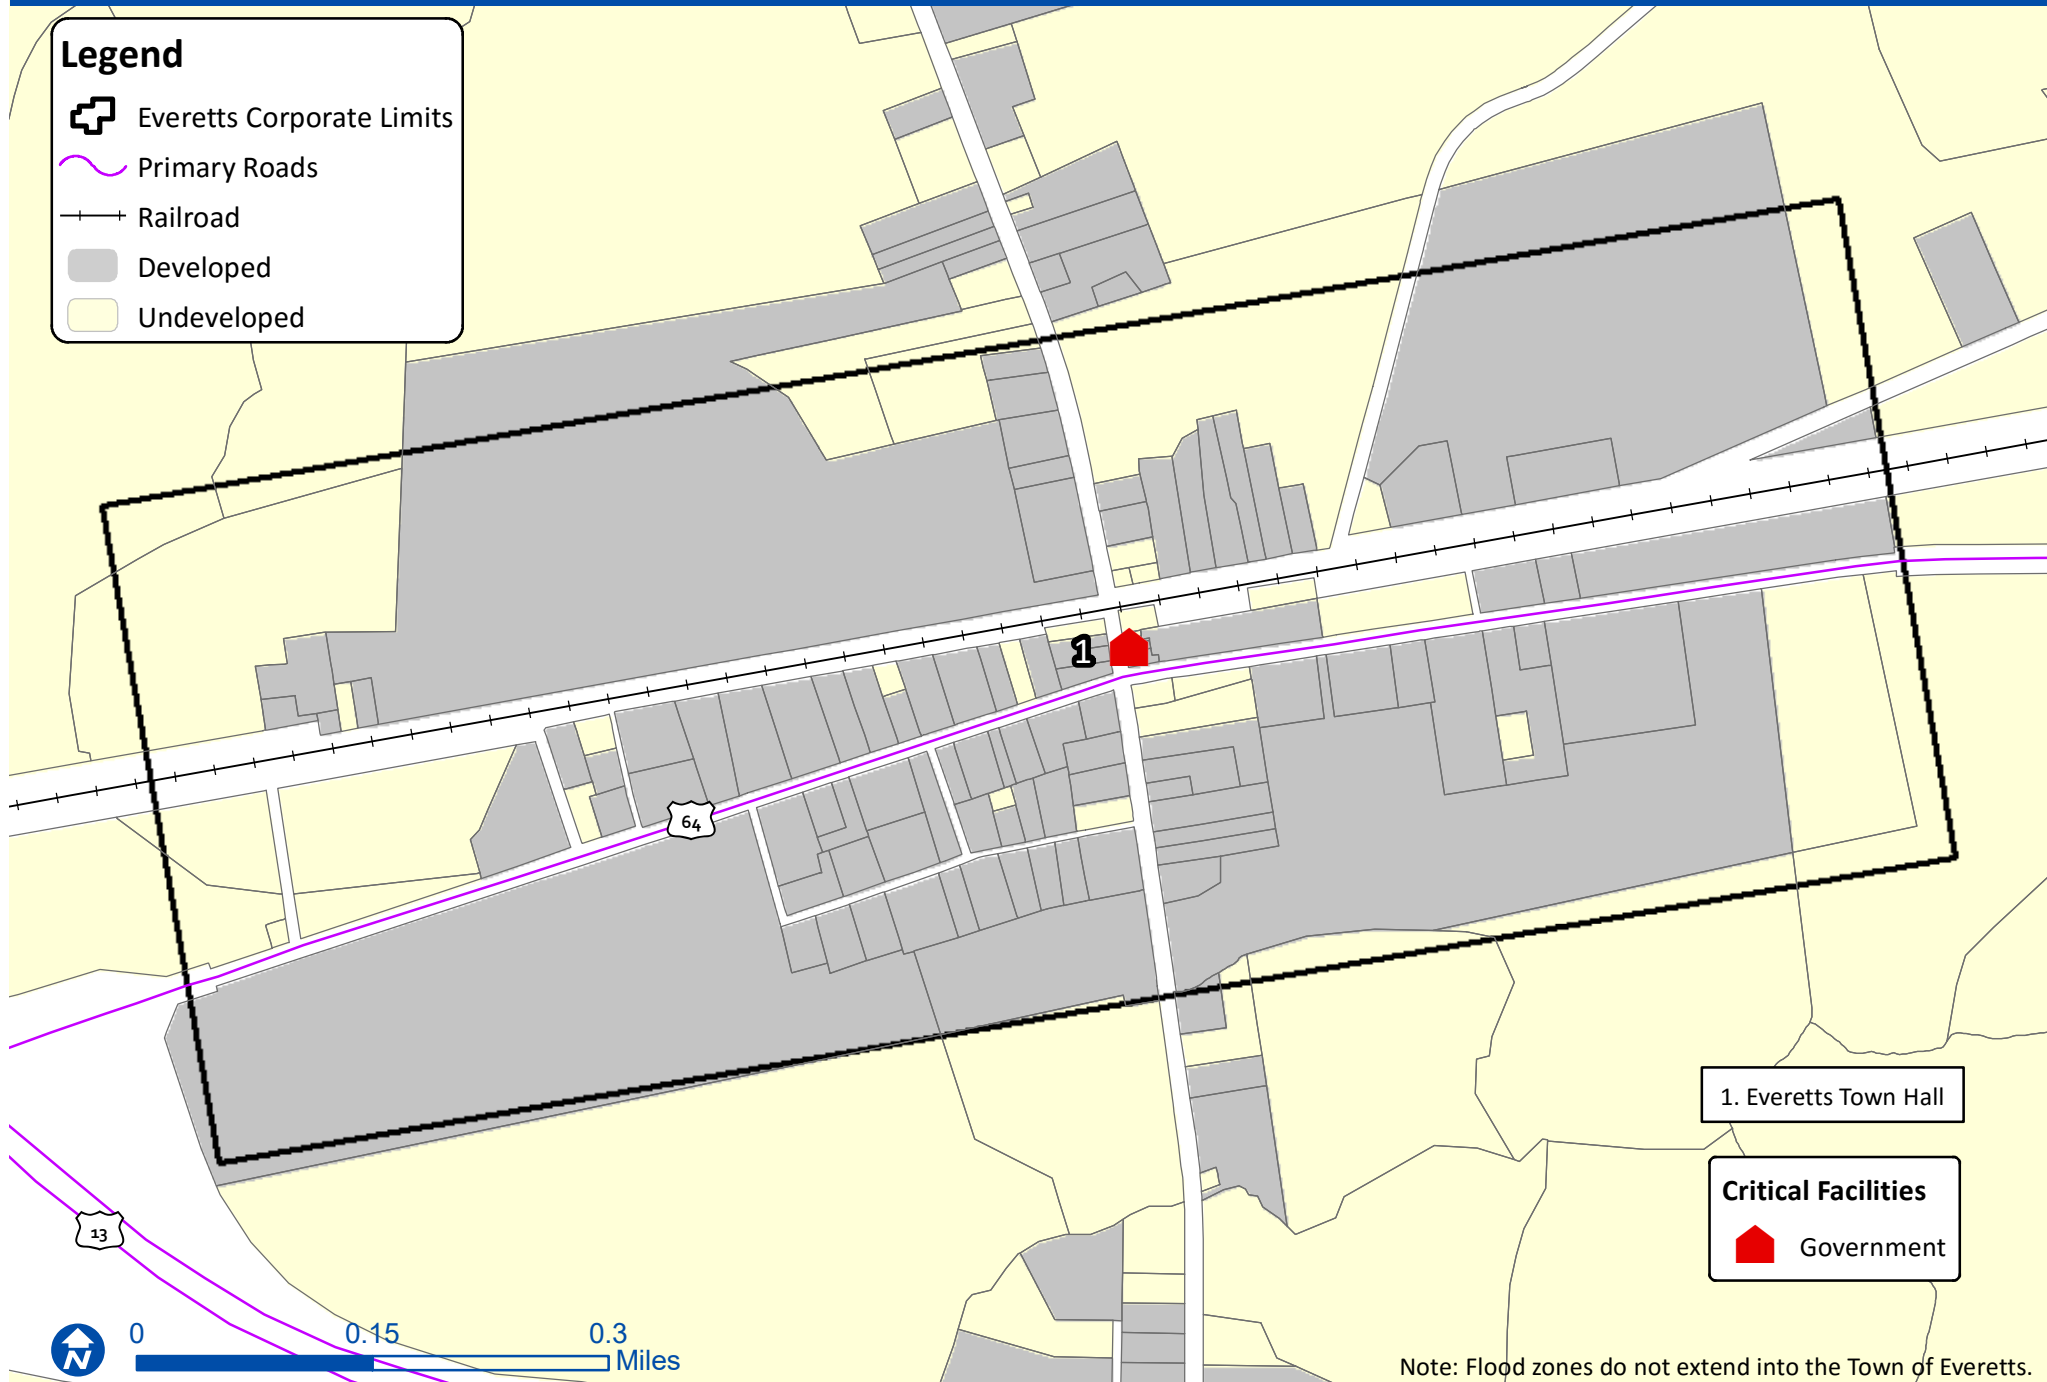 Legend
Everetts Corporate Limits
Primary Roads
Railroad
Developed
Undeveloped
1
64
13
1. Everetts Town Hall
Critical Facilities
Government
N
0 0.15 0.3
Miles
Note: Flood zones do not extend into the Town of Everetts.